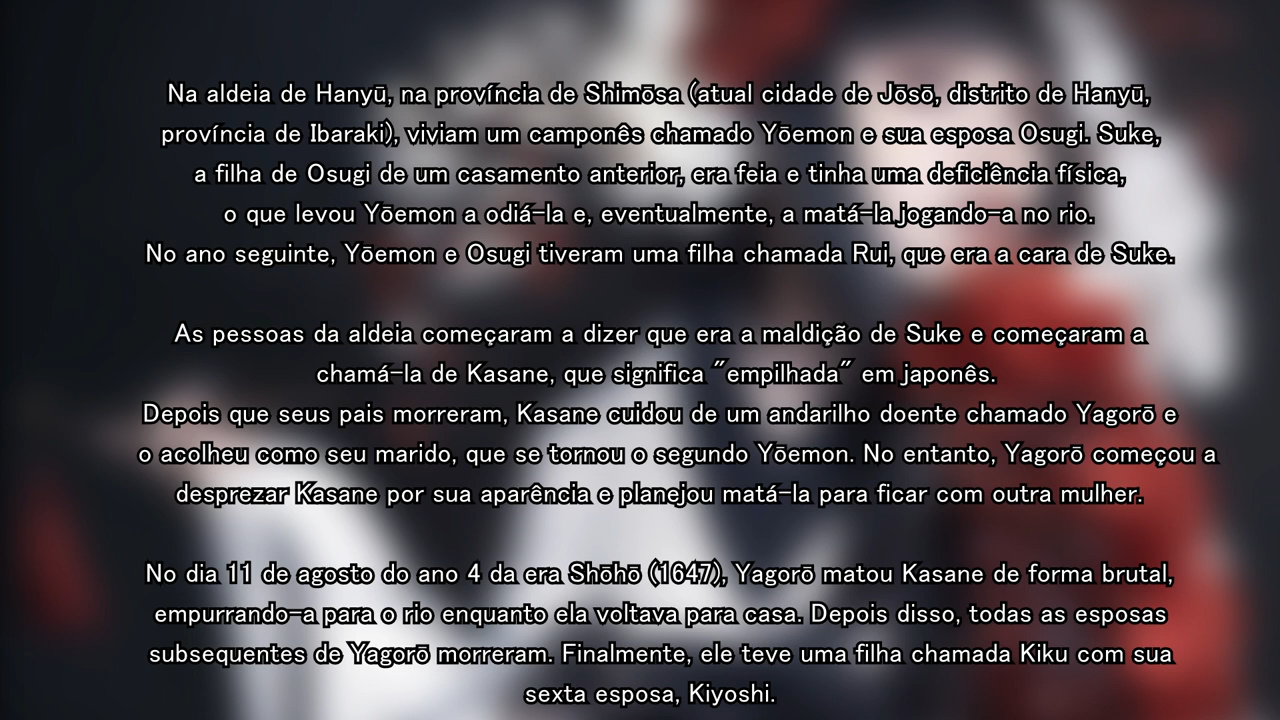 Na aldeia de Hanyū, na província de Shimōsa (atual cidade de Jōsō, distrito de Hanyū,
província de Ibaraki), viviam um camponês chamado Yōemon e sua esposa Osugi. Suke,
a filha de Osugi de um casamento anterior, era feia e tinha uma deficiência física,
o que levou Yōemon a odiá-la e, eventualmente, a matá-la jogando-a no rio.
No ano seguinte, Yōemon e Osugi tiveram uma filha chamada Rui, que era a cara de Suke.
As pessoas da aldeia começaram a dizer que era a maldição de Suke e começaram a
chamá-la de Kasane, que significa "empilhada" em japonês.
Depois que seus pais morreram, Kasane cuidou de um andarilho doente chamado Yagorō e
o acolheu como seu marido, que se tornou o segundo Yōemon. No entanto, Yagorō começou a
desprezar Kasane por sua aparência e planejou matá-la para ficar com outra mulher.
No dia 11 de agosto do ano 4 da era Shōhō (1647), Yagorō matou Kasane de forma brutal,
empurrando-a para o rio enquanto ela voltava para casa. Depois disso, todas as esposas
subsequentes de Yagorō morreram. Finalmente, ele teve uma filha chamada Kiku com sua
sexta esposa, Kiyoshi.